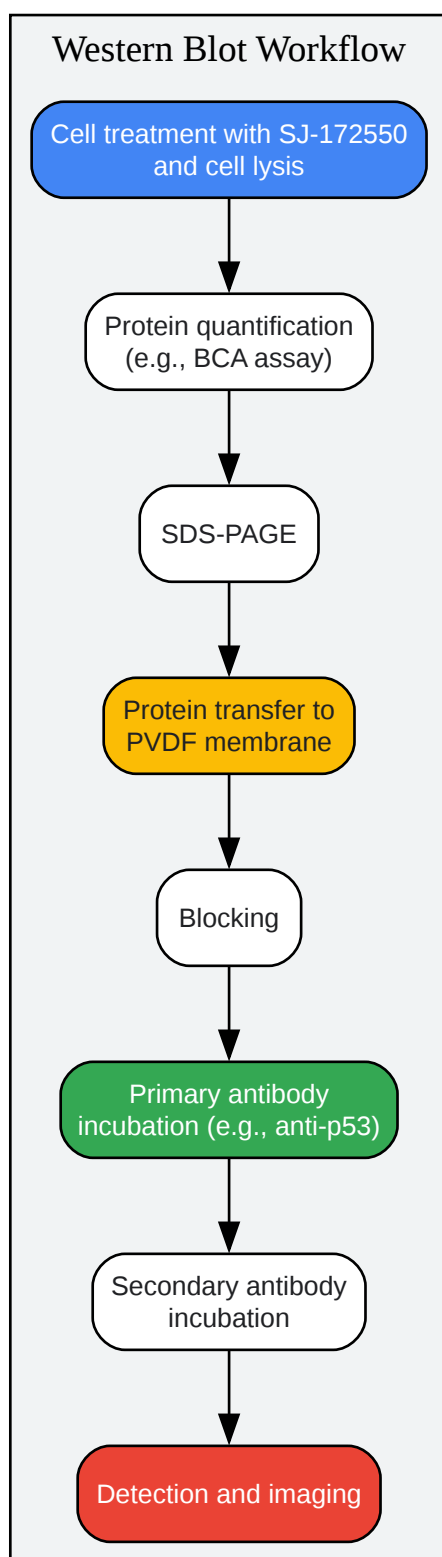 Western Blot Workflow
Cell treatment with SJ-172550
and cell lysis
Protein quantification
(e.g., BCA assay)
SDS-PAGE
Protein transfer to
PVDF membrane
Blocking
Primary antibody
incubation (e.g., anti-p53)
Secondary antibody
incubation
Detection and imaging